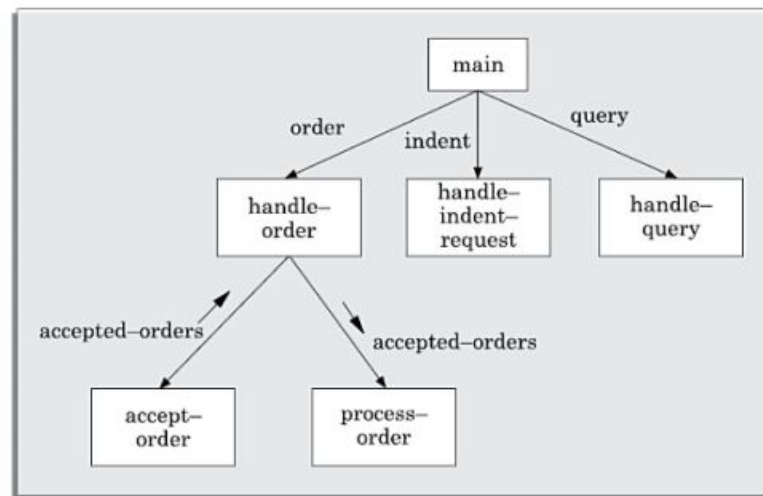 main
order
indent
query
handle–
order
handle–
indent–
request
handle–
query
accepted–orders
accepted–orders
accept–
order
process–
order